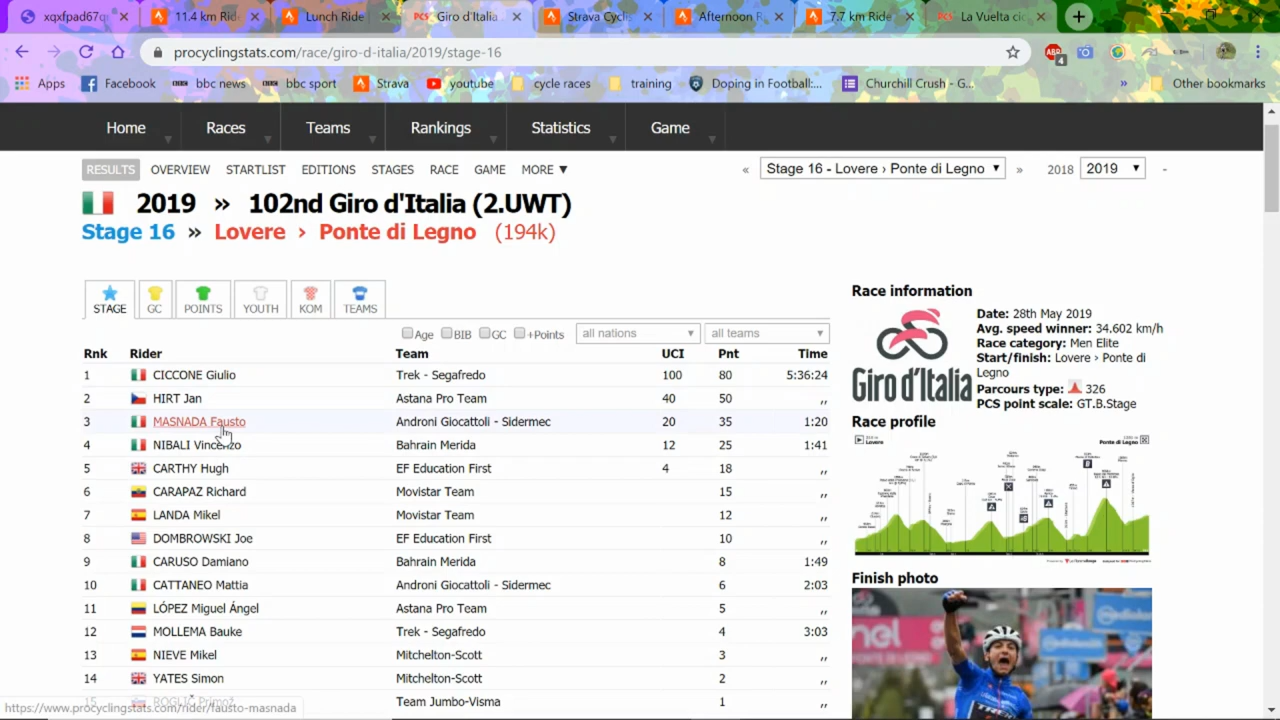 xqxfpad67q
11.4 km Ride
Lunch Ride
Giro d'Italia
Strava Cycli
Afternoon R
7.7 km Ride
La Vuelta cic
procyclingstats.com/race/giro-d-italia/2019/stage-16
Apps
Facebook
bbc news
bbc sport
Strava
youtube
cycle races
training
Doping in Football:...
Churchill Crush - G...
»
Other bookmarks
Home
Races
Teams
Rankings
Statistics
Game
RESULTS
OVERVIEW
STARTLIST
EDITIONS
STAGES
RACE
GAME
MORE ▼
« Stage 16 - Lovere › Ponte di Legno »
2018
2019
-
2019 » 102nd Giro d'Italia (2.UWT)
Stage 16 » Lovere › Ponte di Legno (194k)
STAGE
GC
POINTS
YOUTH
KOM
TEAMS
Age BIB GC +Points all nations all teams
Rnk Rider Team UCI Pnt Time
1 CICCONE Giulio Trek - Segafredo 100 80 5:36:24
2 HIRT Jan Astana Pro Team 40 50 ,,
3 MASNADA Fausto Androni Giocattoli - Sidermec 20 35 1:20
4 NIBALI Vincenzo Bahrain Merida 12 25 1:41
5 CARTHY Hugh EF Education First 4 18 ,,
6 CARAPAZ Richard Movistar Team 15 ,,
7 LANDA Mikel Movistar Team 12 ,,
8 DOMBROWSKI Joe EF Education First 10 ,,
9 CARUSO Damiano Bahrain Merida 8 1:49
10 CATTANEO Mattia Androni Giocattoli - Sidermec 6 2:03
11 LÓPEZ Miguel Ángel Astana Pro Team 5 ,,
12 MOLLEMA Bauke Trek - Segafredo 4 3:03
13 NIEVE Mikel Mitchelton-Scott 3 ,,
14 YATES Simon Mitchelton-Scott 2 ,,
15 ROGLIČ Primož Team Jumbo-Visma 1 ,,
https://www.procyclingstats.com/rider/fausto-masnada
Race information
Giro d'Italia
Date: 28th May 2019
Avg. speed winner: 34.602 km/h
Race category: Men Elite
Start/finish: Lovere › Ponte di
Legno
Parcours type: 326
PCS point scale: GT.B.Stage
Race profile
Lovere
Ponte di Legno
Finish photo
enel
TREK